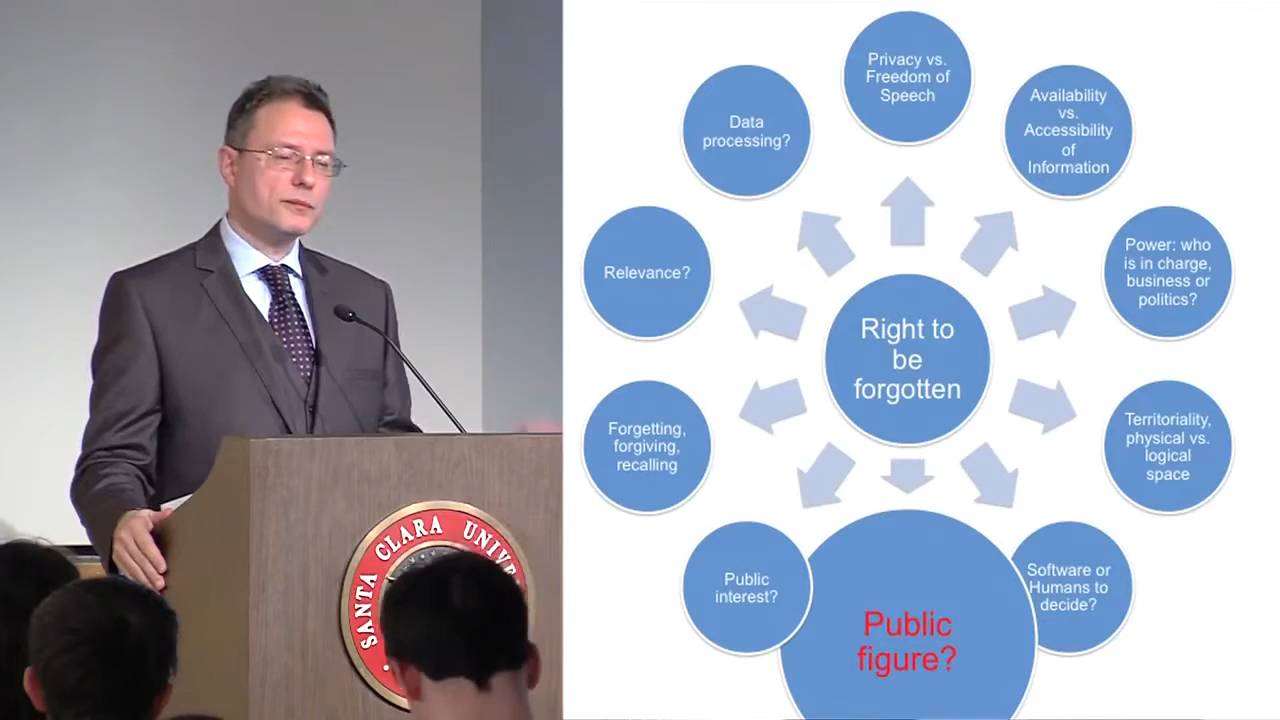 SANTA CLARA
Privacy vs.
Freedom of
Speech
Availability
vs.
Accessibility
of
Information
Power: who
is in charge,
business or
politics?
Territoriality,
physical vs.
logical
space
Software or
Humans to
decide?
Public
figure?
Public
interest?
Forgetting,
forgiving,
recalling
Relevance?
Data
processing?
Right to
be
forgotten